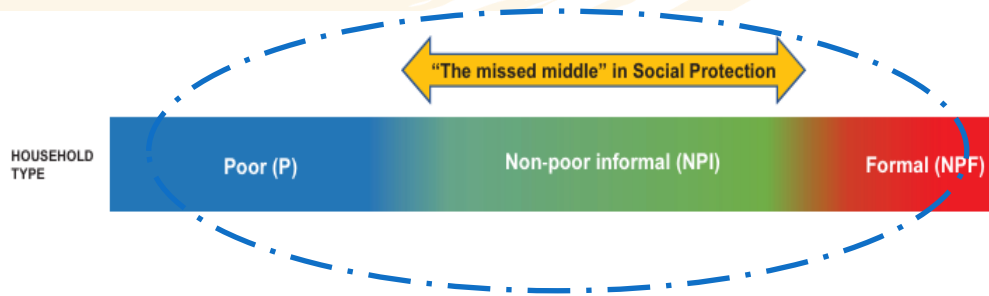 “The missed middle” in Social Protection
HOUSEHOLD
TYPE
Poor (P)
Non-poor informal (NPI)
Formal (NPF)